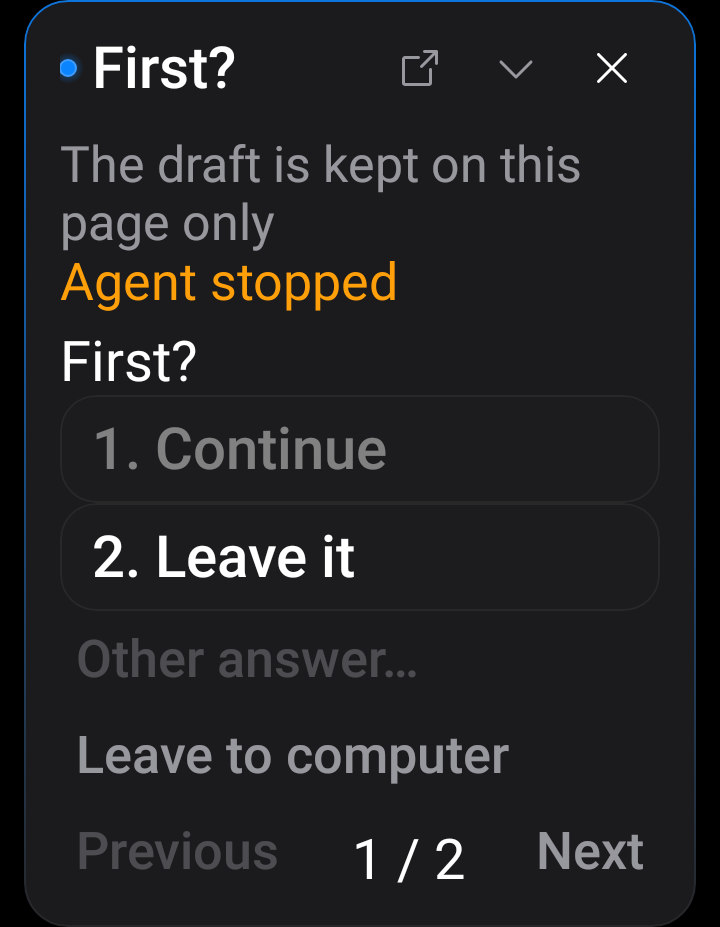 First?
The draft is kept on this
page only
Agent stopped
First?
1. Continue
2. Leave it
Other answer…
Leave to computer
Previous 1 / 2 Next